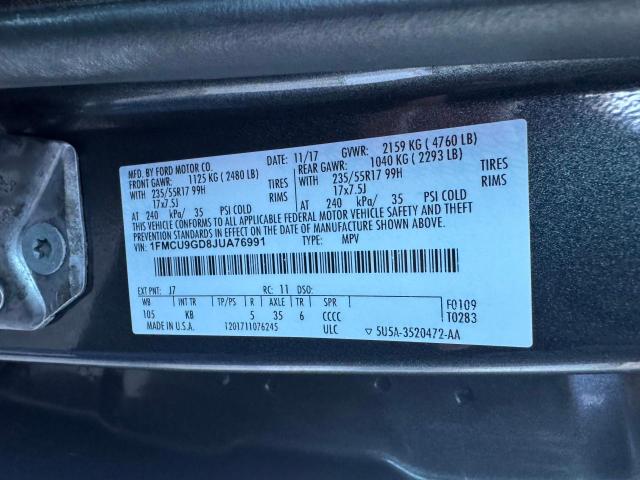 MFD. BY FORD MOTOR CO. DATE: 11/17 GVWR: 2159 KG ( 4760 LB)
FRONT GAWR: 1125 KG ( 2480 LB) REAR GAWR: 1040 KG ( 2293 LB)
WITH 235/55R17 99H TIRES WITH 235/55R17 99H TIRES
17x7.5J RIMS 17x7.5J RIMS
AT 240 kPa/ 35 PSI COLD AT 240 kPa/ 35 PSI COLD
THIS VEHICLE CONFORMS TO ALL APPLICABLE FEDERAL MOTOR VEHICLE SAFETY AND THEFT
PREVENTION STANDARDS IN EFFECT ON THE DATE OF MANUFACTURE SHOWN ABOVE.
VIN: 1FMCU9GD8JUA76991 TYPE: MPV
EXT PNT: J7 RC: 11 DSO:
WB INT TR TP/PS R AXLE TR SPR F0109
105 KB 5 35 6 CCCC T0283
MADE IN U.S.A. 1201711076245 ULC ▽ 5U5A-3520472-AA